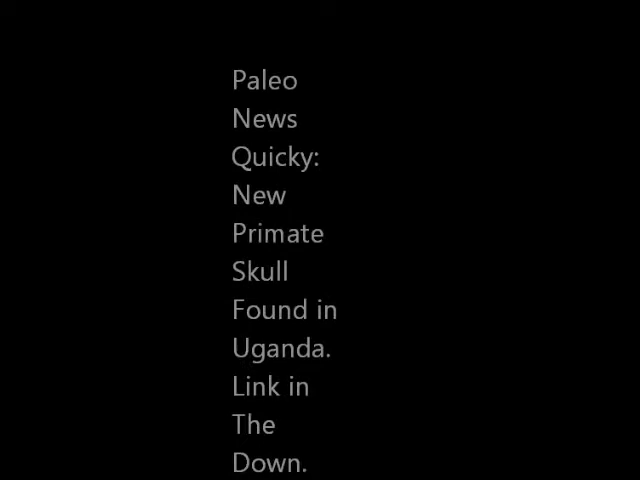 Paleo
News
Quicky:
New
Primate
Skull
Found in
Uganda.
Link in
The
Down.